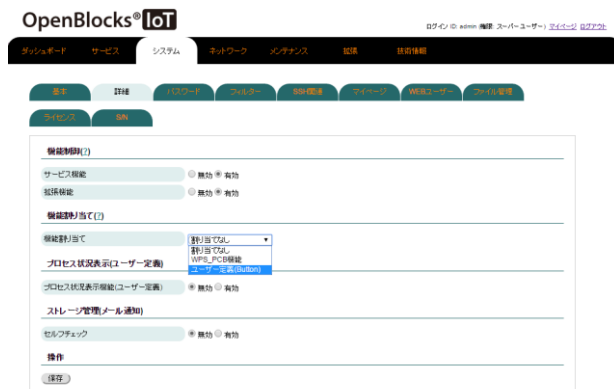 OpenBlocks® IoT
ログイン ID: admin (権限: スーパーユーザー) マイページ ログアウト
ダッシュボード サービス システム ネットワーク メンテナンス 拡張 技術情報
基本 詳細 パスワード フィルター SSH関連 マイページ WEBユーザー ファイル管理
ライセンス S/N
機能制御(?)
サービス機能 無効 有効
拡張機能 無効 有効
機能割り当て(?)
機能割り当て 割り当てなし
割り当てなし
WPS_PCB機能
ユーザー定義(Button)
プロセス状況表示(ユーザー定義)
プロセス状況表示機能(ユーザー定義) 無効 有効
ストレージ管理(メール通知)
セルフチェック 無効 有効
操作
保存